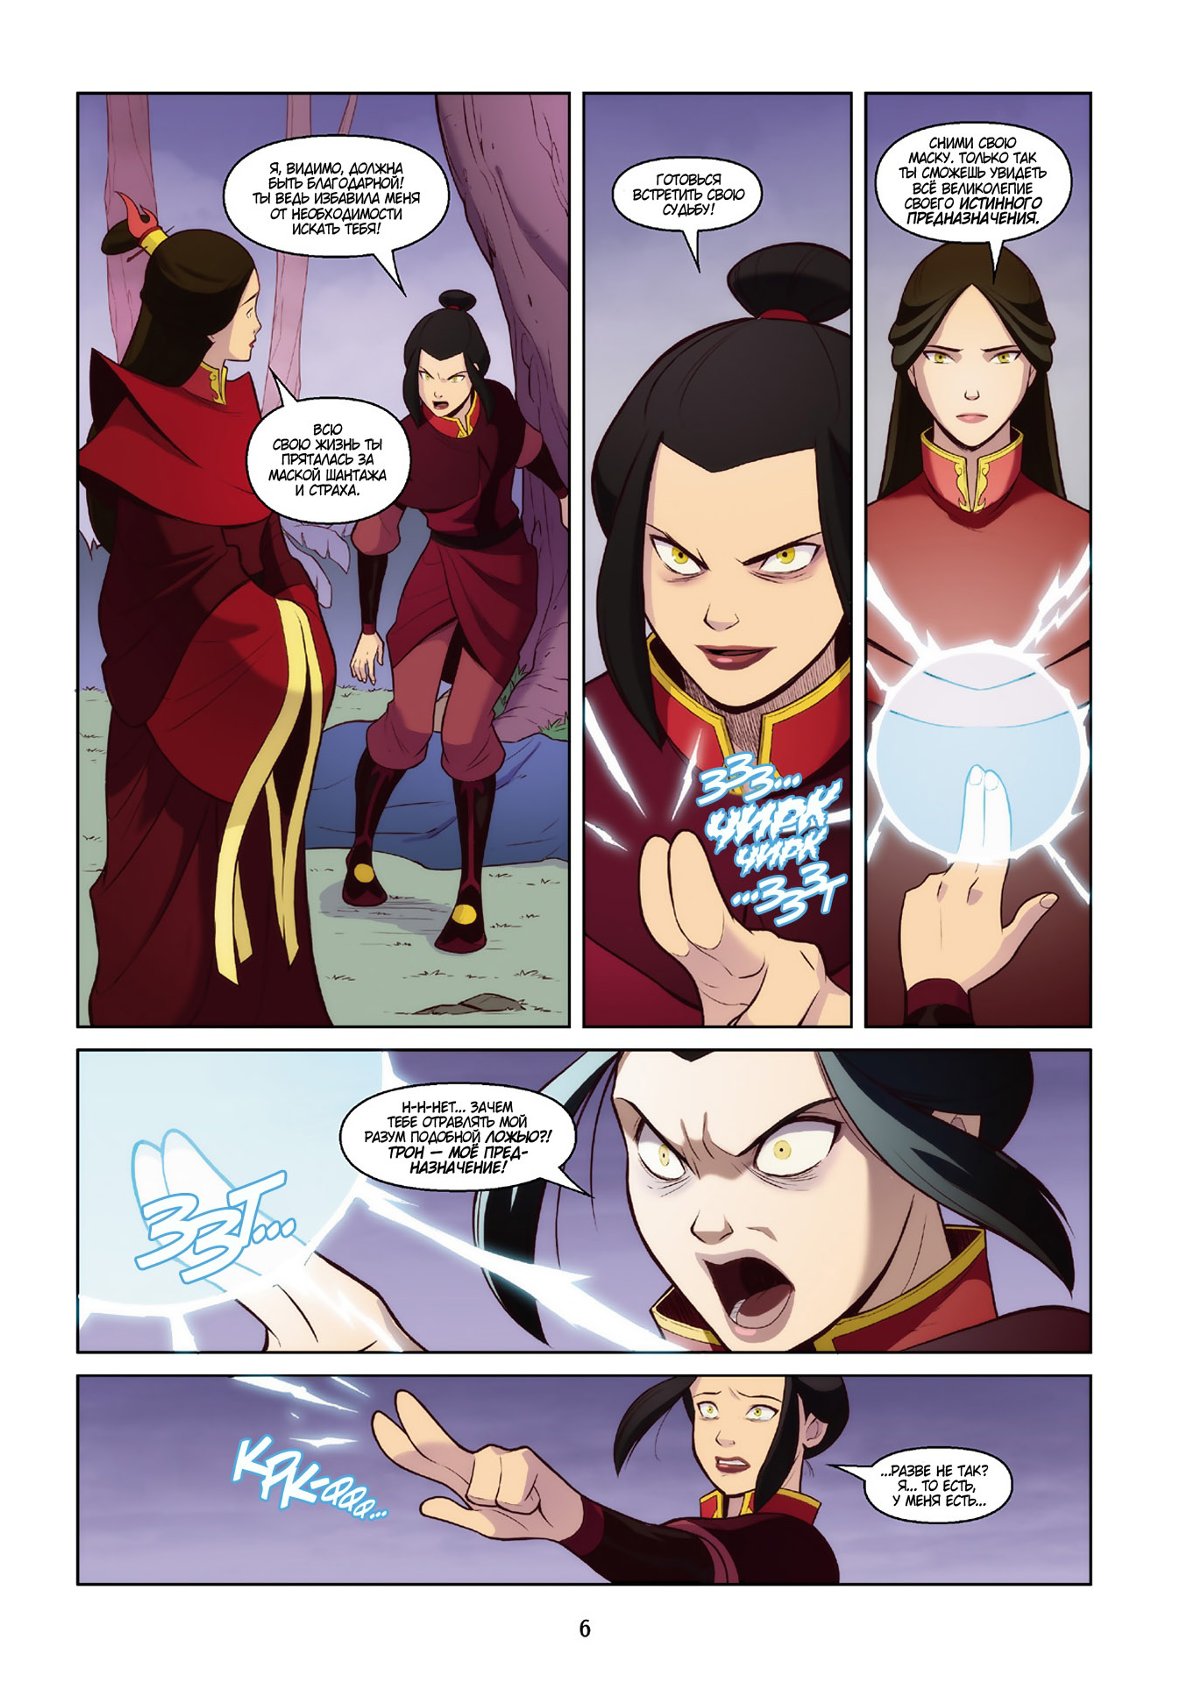 Я, ВИДИМО, ДОЛЖНА
БЫТЬ БЛАГОДАРНОЙ!
ТЫ ВЕДЬ ИЗБАВИЛА МЕНЯ
ОТ НЕОБХОДИМОСТИ
ИСКАТЬ ТЕБЯ!
ВСЮ
СВОЮ ЖИЗНЬ ТЫ
ПРЯТАЛАСЬ ЗА
МАСКОЙ ШАНТАЖА
И СТРАХА.
ГОТОВЬСЯ
ВСТРЕТИТЬ СВОЮ
СУДЬБУ!
ЗЗЗ...
ЧИРК
ЧИРК
...ЗЗЗТ
СНИМИ СВОЮ
МАСКУ. ТОЛЬКО ТАК
ТЫ СМОЖЕШЬ УВИДЕТЬ
ВСЁ ВЕЛИКОЛЕПИЕ
СВОЕГО ИСТИННОГО
ПРЕДНАЗНАЧЕНИЯ.
Н-Н-НЕТ... ЗАЧЕМ
ТЕБЕ ОТРАВЛЯТЬ МОЙ
РАЗУМ ПОДОБНОЙ ЛОЖЬЮ?!
ТРОН — МОЁ ПРЕД-
НАЗНАЧЕНИЕ!
ЗЗЗТ...
КРК-ФФФ...
...РАЗВЕ НЕ ТАК?
Я... ТО ЕСТЬ,
У МЕНЯ ЕСТЬ...
6